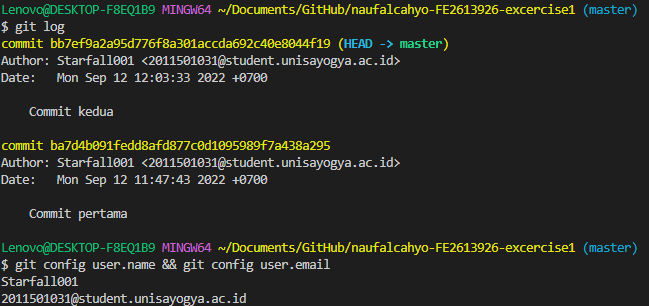 Lenovo@DESKTOP-F8EQ1B9 MINGW64 ~/Documents/GitHub/naufalcahyo-FE2613926-excercise1 (master)
$ git log
commit bb7ef9a2a95d776f8a301accda692c40e8044f19 (HEAD -> master)
Author: Starfall001 <2011501031@student.unisayogya.ac.id>
Date:   Mon Sep 12 12:03:33 2022 +0700

    Commit kedua

commit ba7d4b091fedd8afd877c0d1095989f7a438a295
Author: Starfall001 <2011501031@student.unisayogya.ac.id>
Date:   Mon Sep 12 11:47:43 2022 +0700

    Commit pertama

Lenovo@DESKTOP-F8EQ1B9 MINGW64 ~/Documents/GitHub/naufalcahyo-FE2613926-excercise1 (master)
$ git config user.name && git config user.email
Starfall001
2011501031@student.unisayogya.ac.id